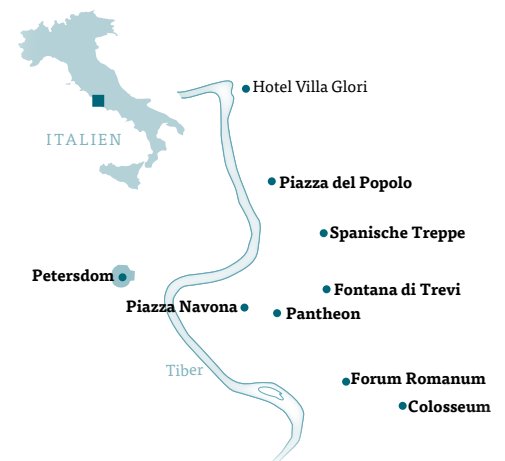 Hotel Villa Glori
ITALIEN
Piazza del Popolo
Spanische Treppe
Petersdom
Fontana di Trevi
Piazza Navona
Pantheon
Tiber
Forum Romanum
Colosseum